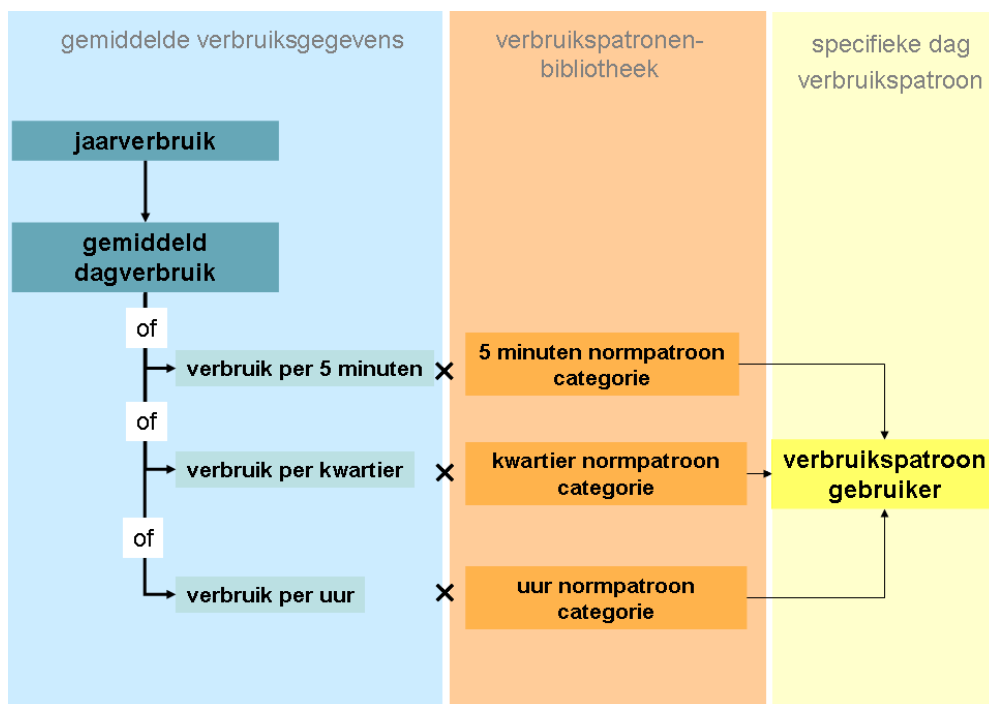 gemiddelde verbruiksgegevens
verbruikspatronen-
bibliotheek
specifieke dag
verbruikspatroon
jaarverbruik
gemiddeld
dagverbruik
of
verbruik per 5 minuten
×
5 minuten normpatroon
categorie
of
verbruik per kwartier
×
kwartier normpatroon
categorie
verbruikspatroon
gebruiker
of
verbruik per uur
×
uur normpatroon
categorie